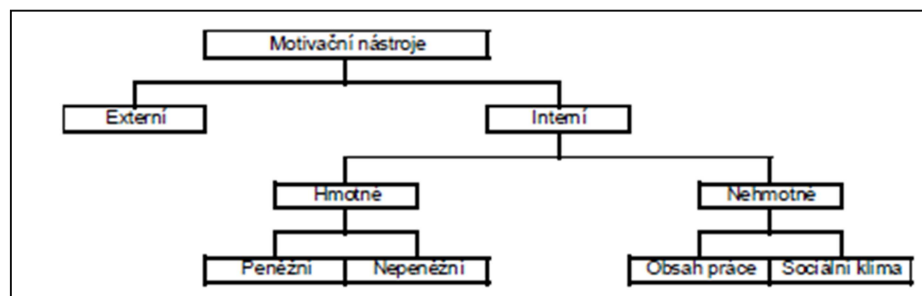 Motivační nástroje
Externí Interní
Hmotné Nehmotné
Peněžní Nepeněžní Obsah práce Sociální klima